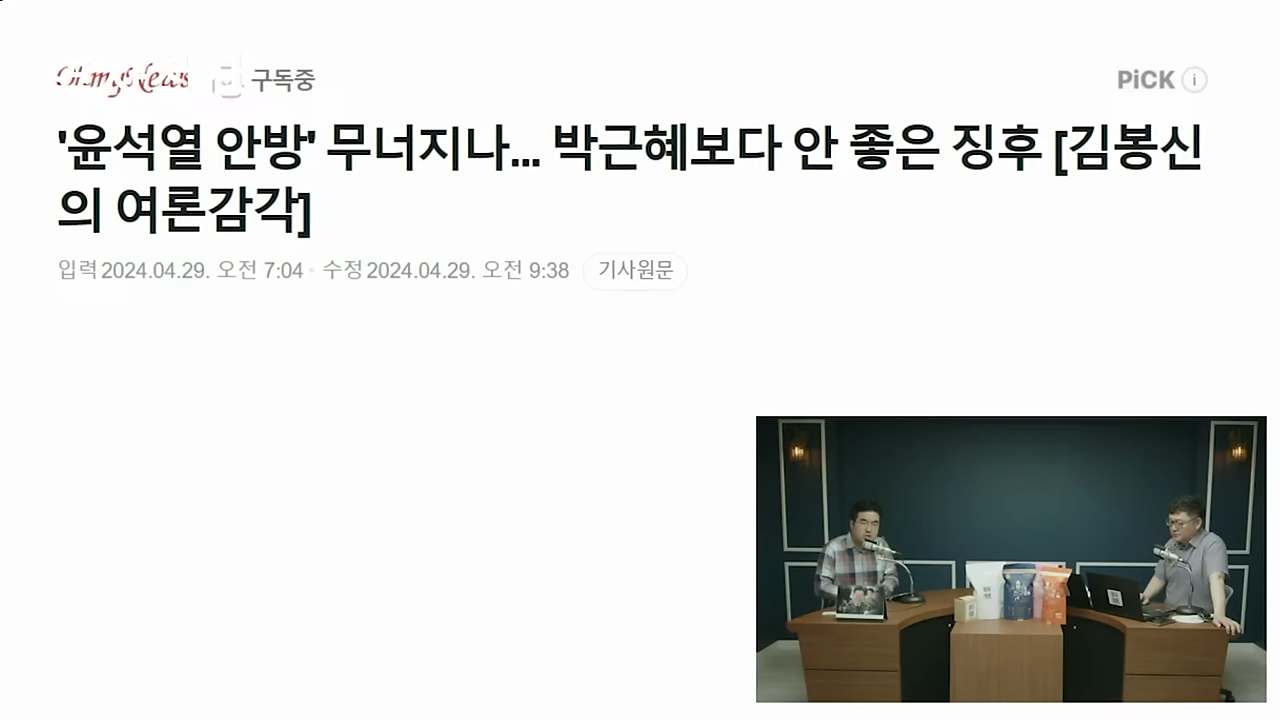 OhmyNews 구독중
PiCK i
'윤석열 안방' 무너지나... 박근혜보다 안 좋은 징후 [김봉신
의 여론감각]
입력 2024.04.29. 오전 7:04 · 수정 2024.04.29. 오전 9:38 기사원문